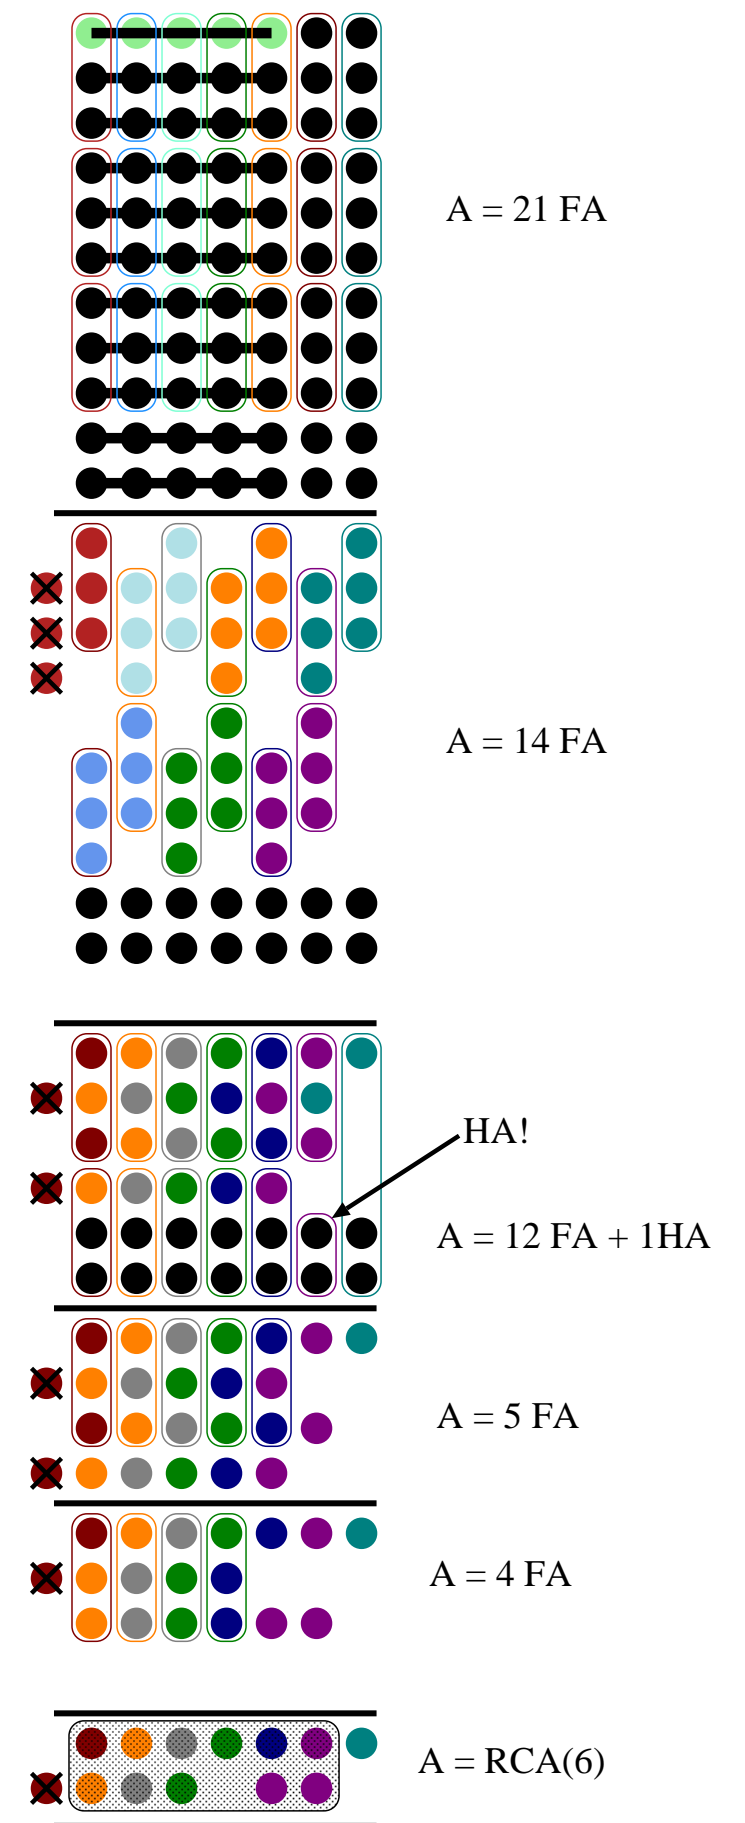 A = 21 FA
A = 14 FA
HA!
A = 12 FA + 1HA
A = 5 FA
A = 4 FA
A = RCA(6)